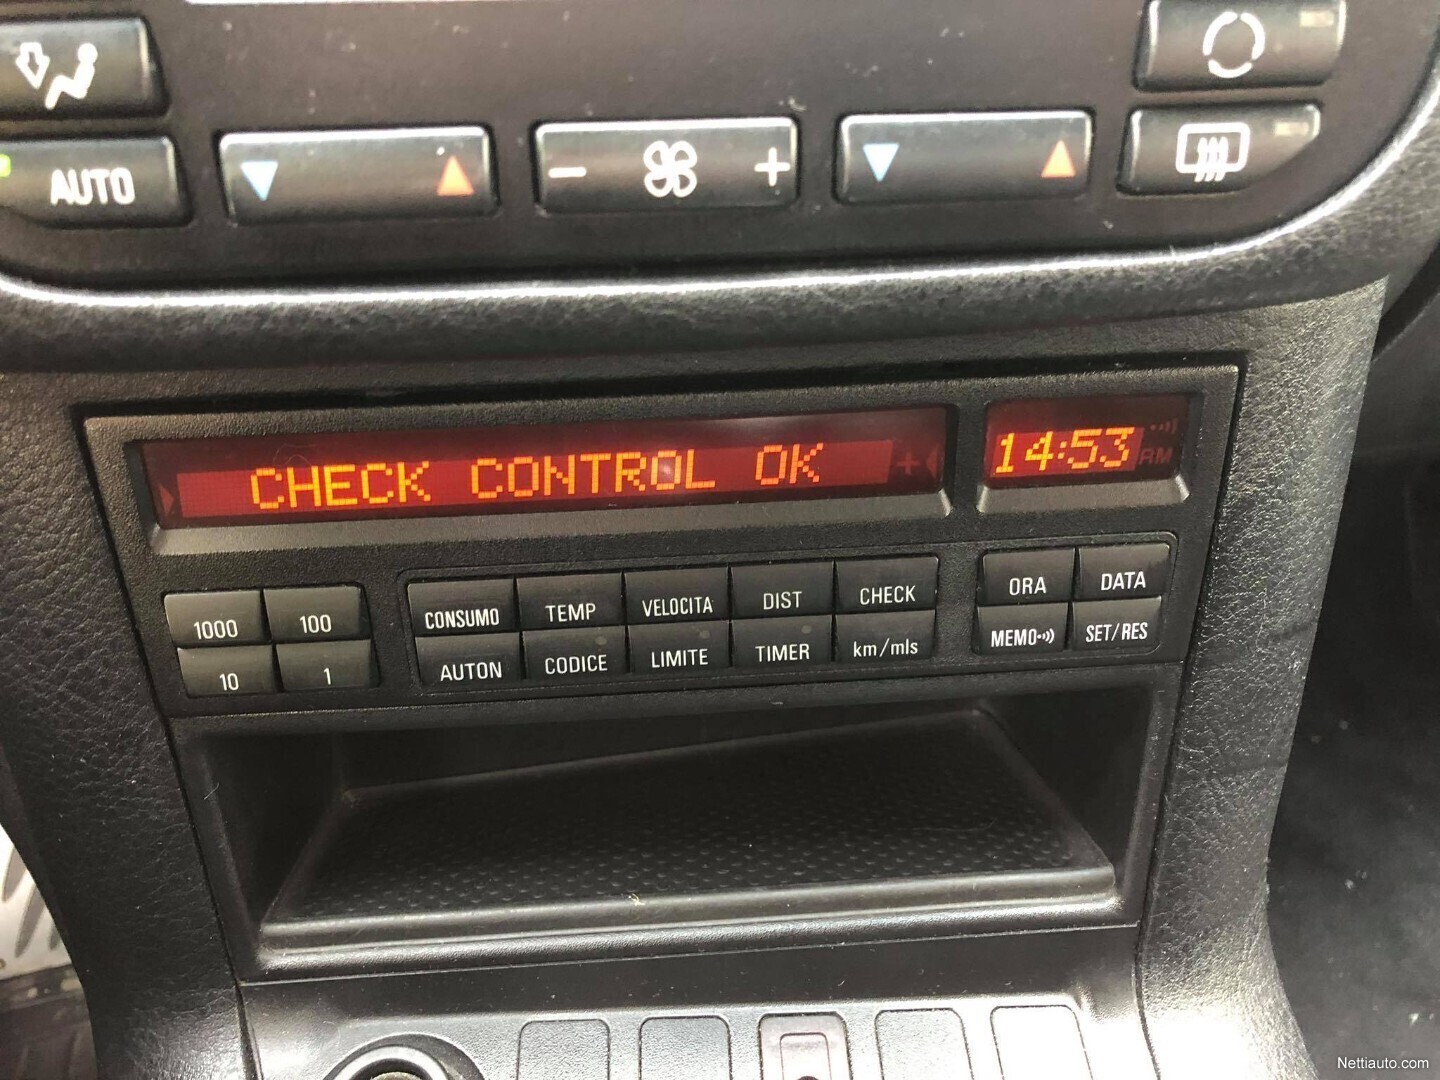 AUTO
- +
CHECK CONTROL OK
14:53
RM
1000 100
10 1
CONSUMO TEMP VELOCITA DIST CHECK
AUTON CODICE LIMITE TIMER km/mls
ORA DATA
MEMO SET/RES
Nettiauto.com